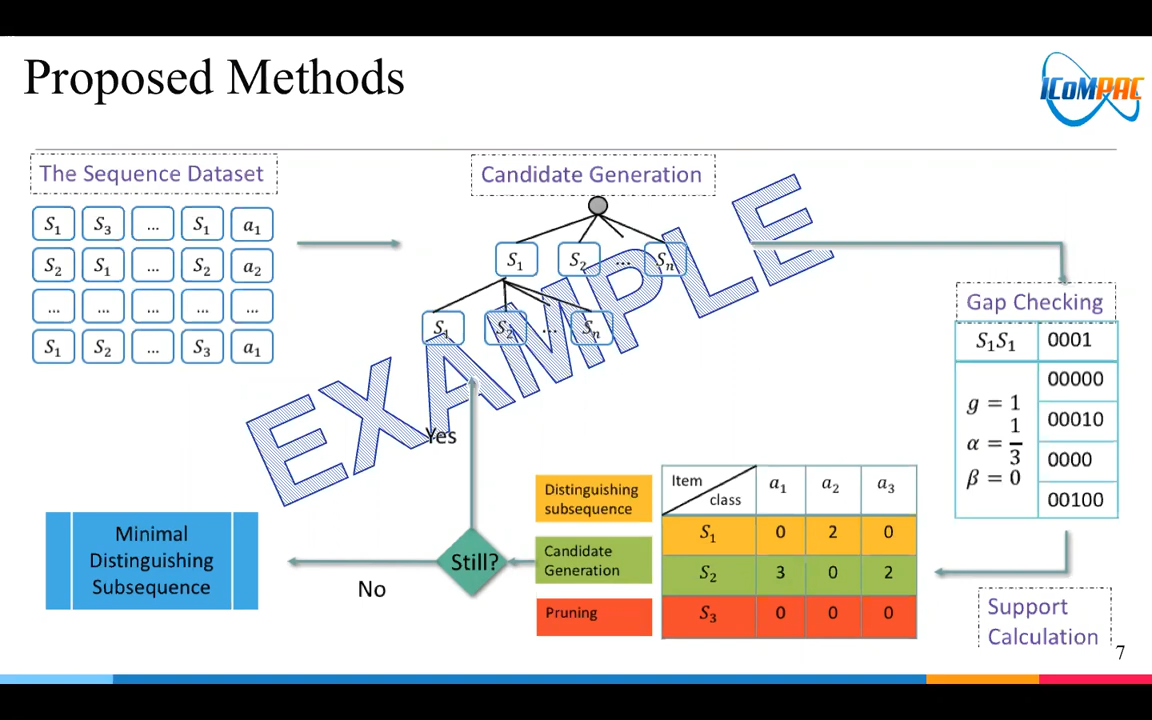 Proposed Methods
ICoMPAC
The Sequence Dataset
S1 S3 ... S1 a1
S2 S1 ... S2 a2
... ... ... ... ...
S1 S2 ... S3 a1
Candidate Generation
S1 S2 ... Sn
S1 S2 ... Sn
EXAMPLE
Gap Checking
S1S1 0001
g = 1
α = 1/3
β = 0
00000
00010
0000
00100
Support
Calculation
Item
class
a1 a2 a3
S1 0 2 0
S2 3 0 2
S3 0 0 0
Distinguishing
subsequence
Candidate
Generation
Pruning
Still?
Yes
No
Minimal
Distinguishing
Subsequence
7